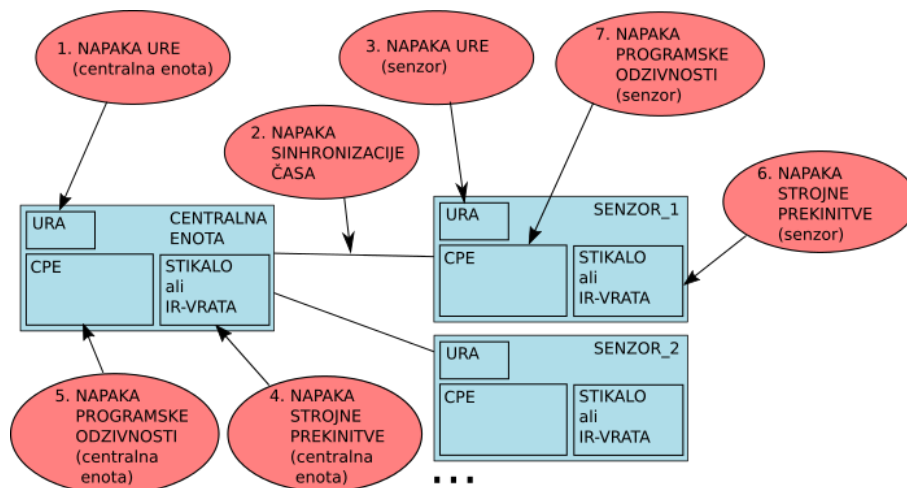 1. NAPAKA URE
(centralna enota)
3. NAPAKA URE
(senzor)
7. NAPAKA
PROGRAMSKE
ODZIVNOSTI
(senzor)
2. NAPAKA
SINHRONIZACIJE
ČASA
6. NAPAKA
STROJNE
PREKINITVE
(senzor)
URA
CENTRALNA
ENOTA
CPE
STIKALO
ali
IR-VRATA
URA
SENZOR_1
CPE
STIKALO
ali
IR-VRATA
URA
SENZOR_2
CPE
STIKALO
ali
IR-VRATA
5. NAPAKA
PROGRAMSKE
ODZIVNOSTI
(centralna
enota)
4. NAPAKA
STROJNE
PREKINITVE
(centralna
enota)
...